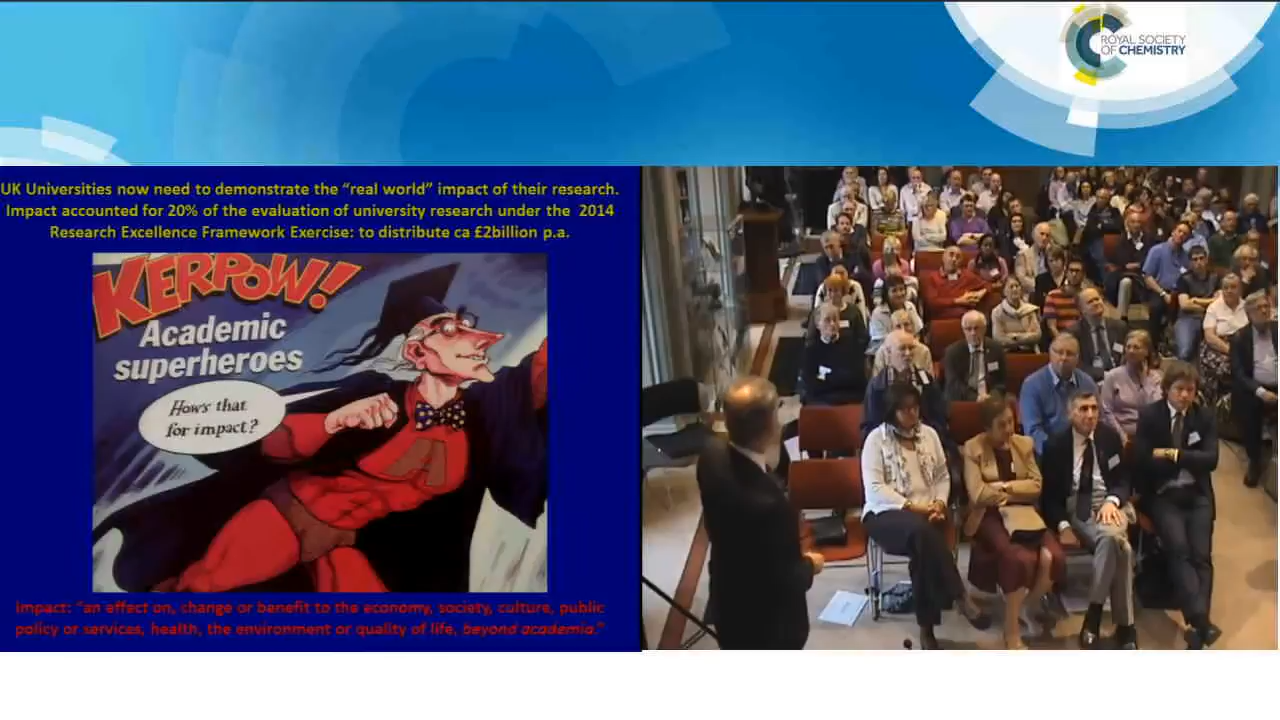 ROYAL SOCIETY
OF CHEMISTRY
UK Universities now need to demonstrate the “real world” impact of their research.
Impact accounted for 20% of the evaluation of university research under the 2014
Research Excellence Framework Exercise: to distribute ca £2billion p.a.
KERPOW!
Academic
superheroes
How's that
for impact?
A
Impact: “an effect on, change or benefit to the economy, society, culture, public
policy or services, health, the environment or quality of life, beyond academia.”